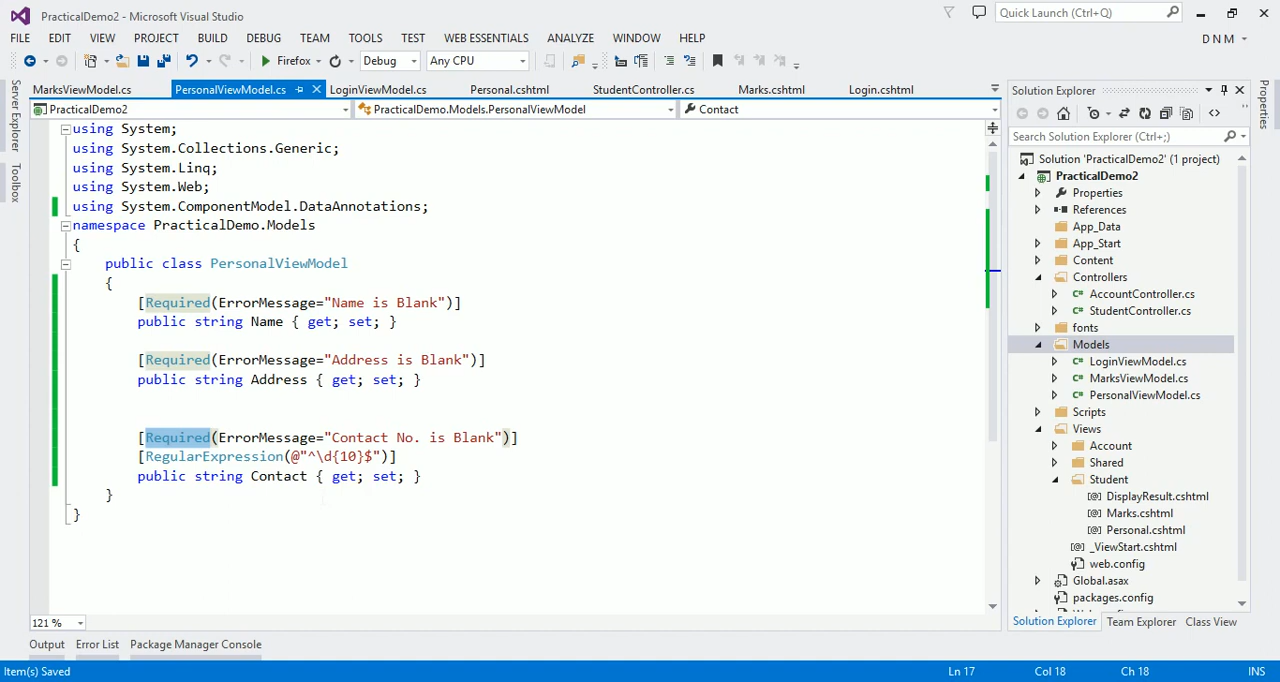 PracticalDemo2 - Microsoft Visual Studio
Quick Launch (Ctrl+Q)
FILE EDIT VIEW PROJECT BUILD DEBUG TEAM TOOLS TEST WEB ESSENTIALS ANALYZE WINDOW HELP
D N M
Firefox Debug Any CPU
Server Explorer
Toolbox
MarksViewModel.cs PersonalViewModel.cs LoginViewModel.cs Personal.cshtml StudentController.cs Marks.cshtml Login.cshtml
PracticalDemo2 PracticalDemo.Models.PersonalViewModel Contact
using System;
using System.Collections.Generic;
using System.Linq;
using System.Web;
using System.ComponentModel.DataAnnotations;
namespace PracticalDemo.Models
{
public class PersonalViewModel
{
[Required(ErrorMessage="Name is Blank")]
public string Name { get; set; }
[Required(ErrorMessage="Address is Blank")]
public string Address { get; set; }
[Required(ErrorMessage="Contact No. is Blank")]
[RegularExpression(@"^\d{10}$")]
public string Contact { get; set; }
}
}
121 %
Output Error List Package Manager Console
Solution Explorer
Search Solution Explorer (Ctrl+;)
Solution 'PracticalDemo2' (1 project)
PracticalDemo2
Properties
References
App_Data
App_Start
Content
Controllers
AccountController.cs
StudentController.cs
fonts
Models
LoginViewModel.cs
MarksViewModel.cs
PersonalViewModel.cs
Scripts
Views
Account
Shared
Student
DisplayResult.cshtml
Marks.cshtml
Personal.cshtml
_ViewStart.cshtml
web.config
Global.asax
packages.config
Solution Explorer Team Explorer Class View
Properties
Item(s) Saved Ln 17 Col 18 Ch 18 INS